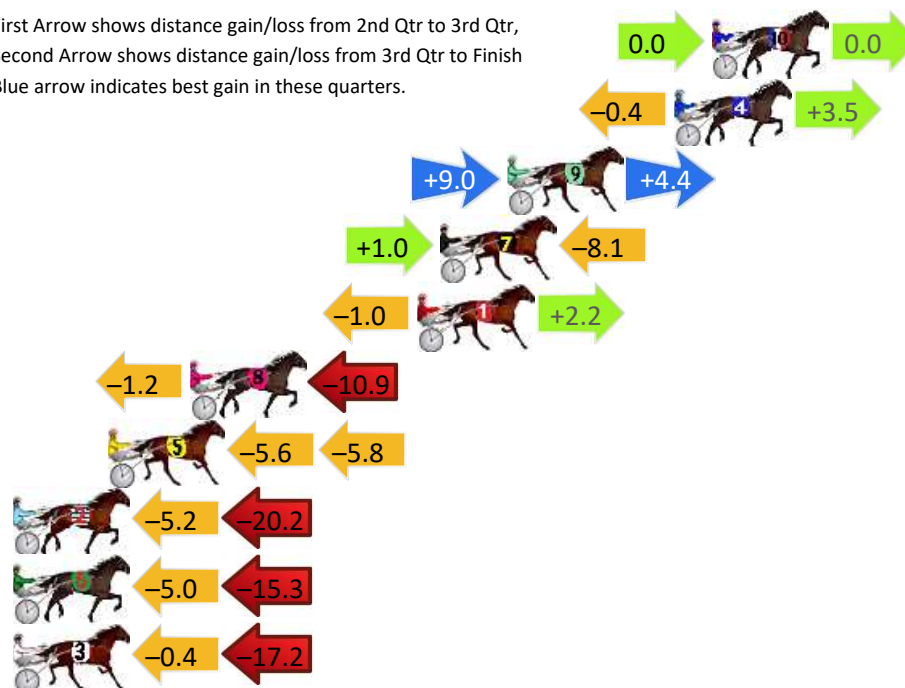 irst Arrow shows distance gain/loss from 2nd Qtr to 3rd Qtr,
econd Arrow shows distance gain/loss from 3rd Qtr to Finish
lue arrow indicates best gain in these quarters.
0.0 10 0.0
–0.4 4 +3.5
+9.0 9 +4.4
+1.0 7 –8.1
–1.0 1 +2.2
–1.2 8 –10.9
5 –5.6 –5.8
–5.2 –20.2
6 –5.0 –15.3
3 –0.4 –17.2